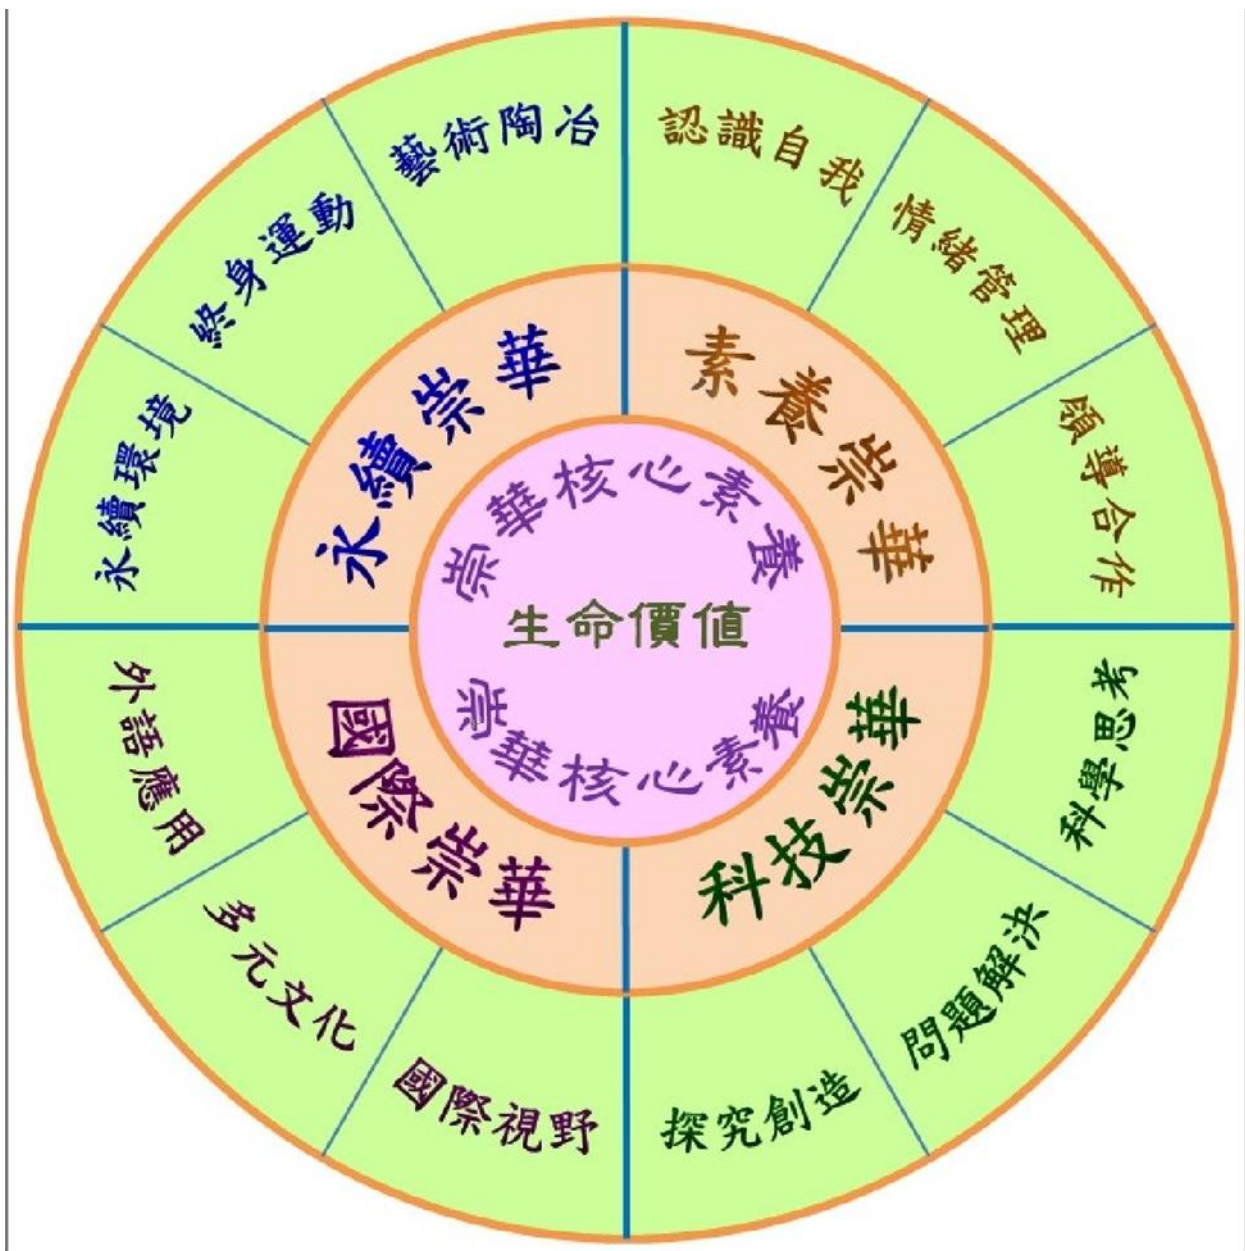 崇華核心素養
生命價值
崇華核心素養
素養崇華
科技崇華
國際崇華
永續崇華
認識自我
情緒管理
領導合作
科學思考
問題解決
探究創造
國際視野
多元文化
外語應用
永續環境
終身運動
藝術陶冶